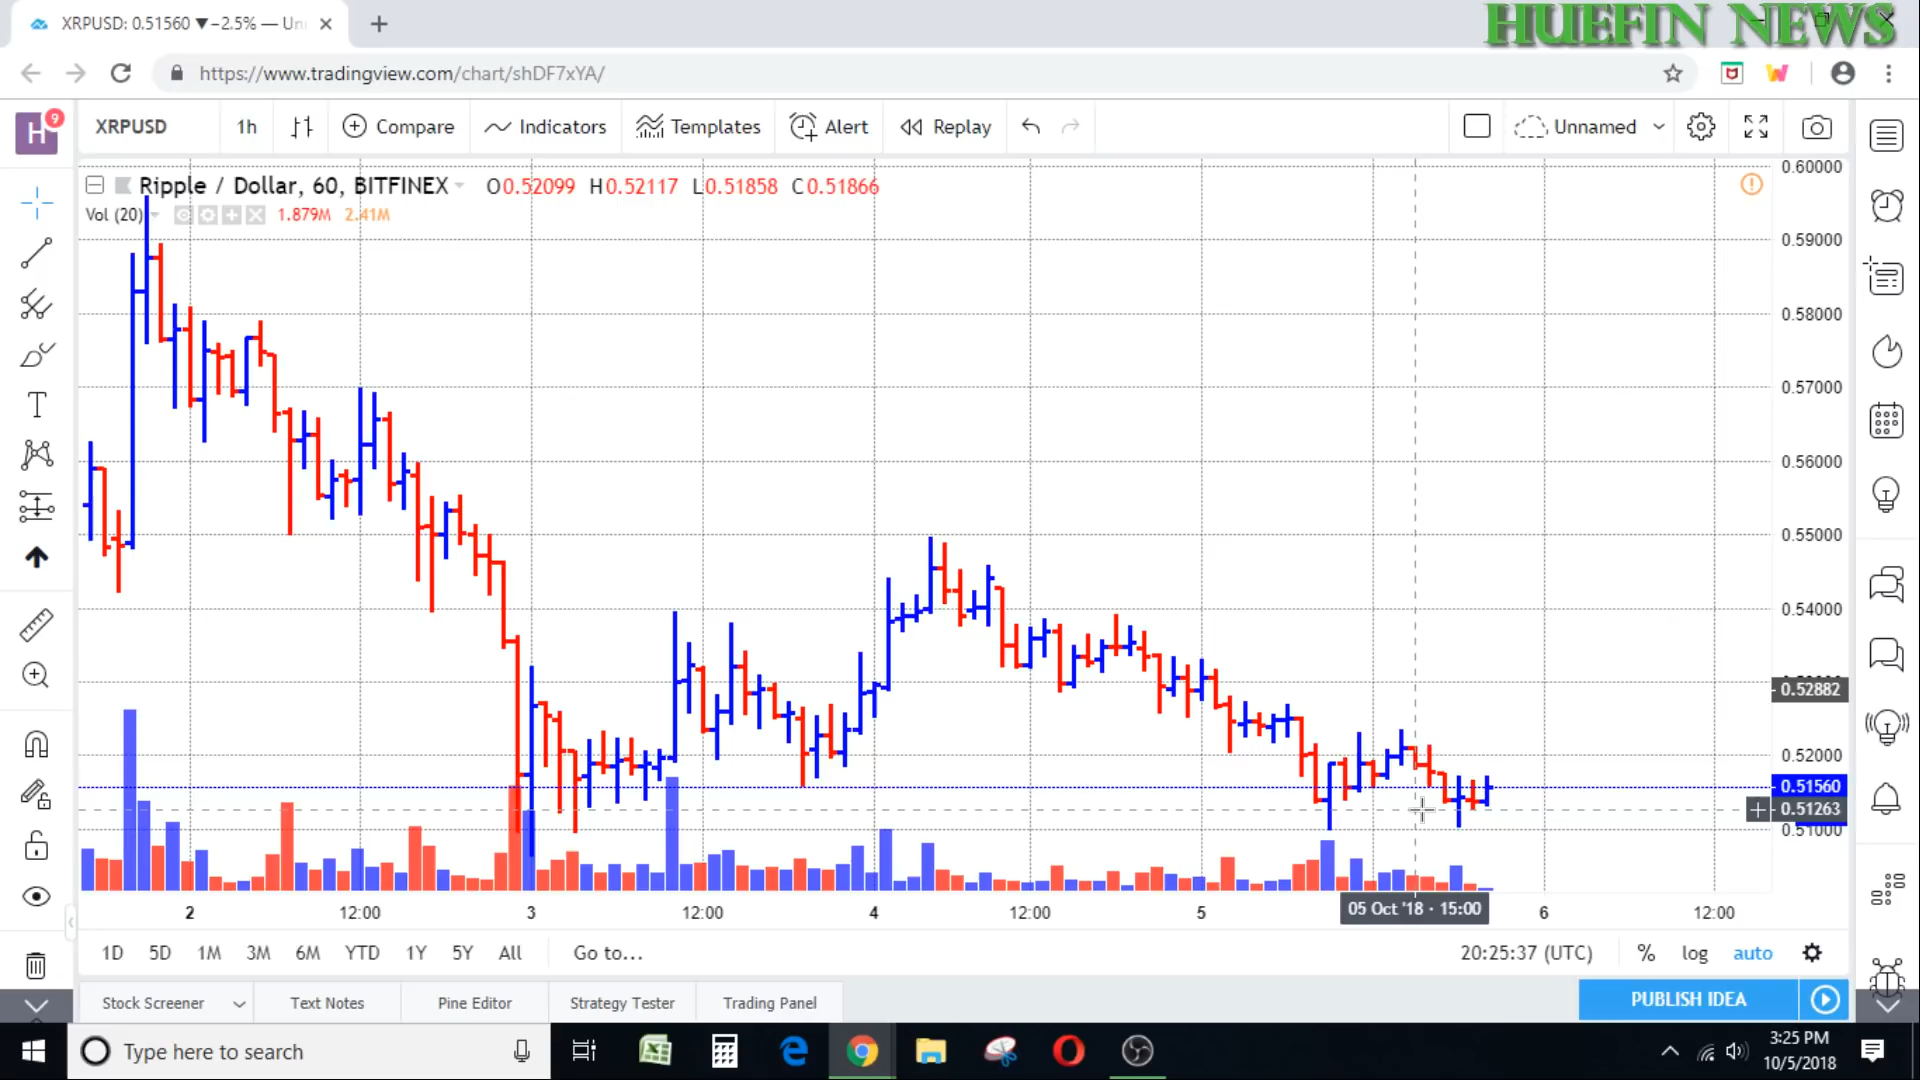 XRPUSD: 0.51560 ▼−2.5% — Un
HUEFIN NEWS
https://www.tradingview.com/chart/shDF7xYA/
H 9
XRPUSD 1h Compare Indicators Templates Alert Replay Unnamed
Ripple / Dollar, 60, BITFINEX O0.52099 H0.52117 L0.51858 C0.51866
Vol (20) 1.879M 2.41M
0.60000
0.59000
0.58000
0.57000
0.56000
0.55000
0.54000
0.52882
0.52000
0.51560
0.51263
0.51000
2 12:00 3 12:00 4 12:00 5 05 Oct '18 · 15:00 6 12:00
1D 5D 1M 3M 6M YTD 1Y 5Y All Go to... 20:25:37 (UTC) % log auto
Stock Screener Text Notes Pine Editor Strategy Tester Trading Panel PUBLISH IDEA
Type here to search
3:25 PM
10/5/2018